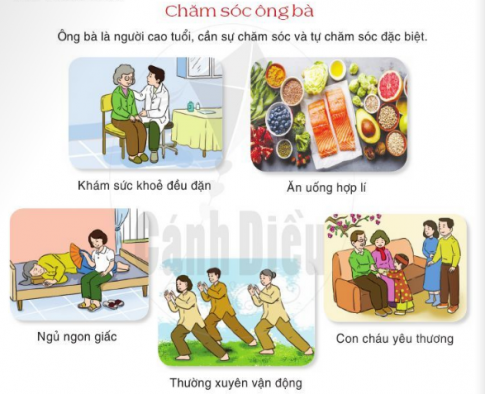 Chăm sóc ông bà
Ông bà là người cao tuổi, cần sự chăm sóc và tự chăm sóc đặc biệt.
Khám sức khoẻ đều đặn
Ăn uống hợp lí
Cánh Diều
Ngủ ngon giấc
Con cháu yêu thương
Thường xuyên vận động